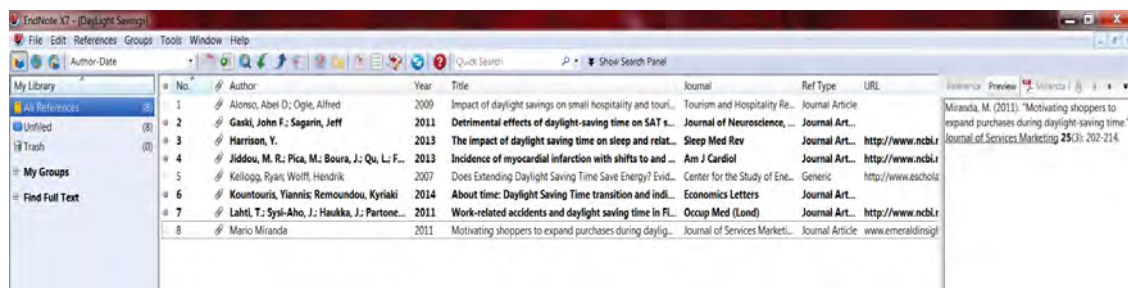 EndNote X7 - [DayLight Savings]
File Edit References Groups Tools Window Help
Author-Date Quick Search Show Search Panel
My Library No. Author Year Title Journal Ref Type URL Reference Preview Miranda
All References (8) 1 Alonso, Abel D.; Ogle, Alfred 2009 Impact of daylight savings on small hospitality and touri... Tourism and Hospitality Re... Journal Article Miranda, M. (2011). "Motivating shoppers to
Unfiled (8) 2 Gaski, John F.; Sagarin, Jeff 2011 Detrimental effects of daylight-saving time on SAT s... Journal of Neuroscience, ... Journal Art... expand purchases during daylight-saving time."
Trash (0) 3 Harrison, Y. 2013 The impact of daylight saving time on sleep and relat... Sleep Med Rev Journal Art... http://www.ncbi.r Journal of Services Marketing 25(3): 202-214.
4 Jiddou, M. R.; Pica, M.; Boura, J.; Qu, L.; F... 2013 Incidence of myocardial infarction with shifts to and ... Am J Cardiol Journal Art... http://www.ncbi.r
My Groups 5 Kellogg, Ryan; Wolff, Hendrik 2007 Does Extending Daylight Saving Time Save Energy? Evid... Center for the Study of Ene... Generic http://www.eschola
Find Full Text 6 Kountouris, Yiannis; Remoundou, Kyriaki 2014 About time: Daylight Saving Time transition and indi... Economics Letters Journal Art...
7 Lahti, T.; Sysi-Aho, J.; Haukka, J.; Partone... 2011 Work-related accidents and daylight saving time in Fi... Occup Med (Lond) Journal Art... http://www.ncbi.r
8 Mario Miranda 2011 Motivating shoppers to expand purchases during daylig... Journal of Services Marketi... Journal Article www.emeraldinsigh